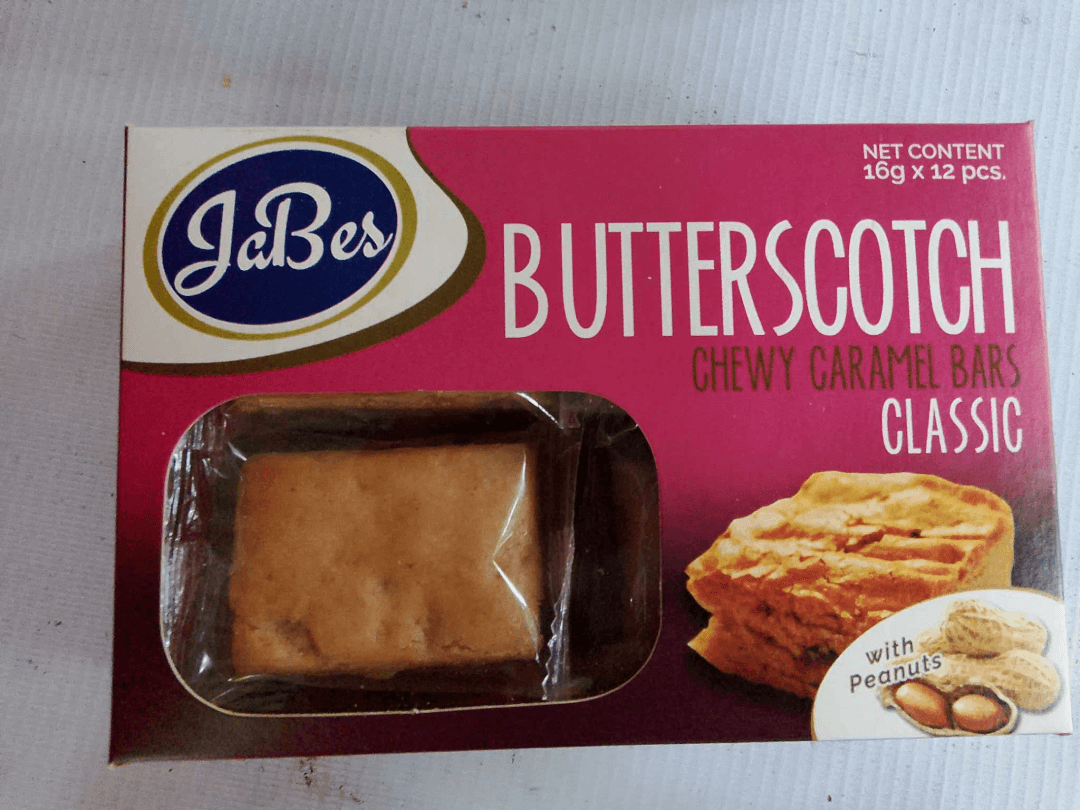 JaBes
NET CONTENT
16g x 12 pcs.
BUTTERSCOTCH
CHEWY CARAMEL BARS
CLASSIC
with
Peanuts